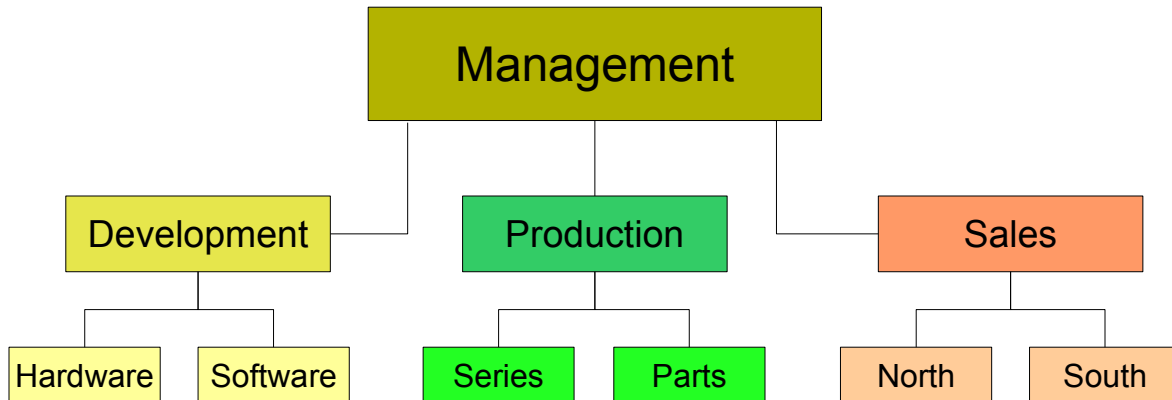 Management
Development
Production
Sales
Hardware
Software
Series
Parts
North
South